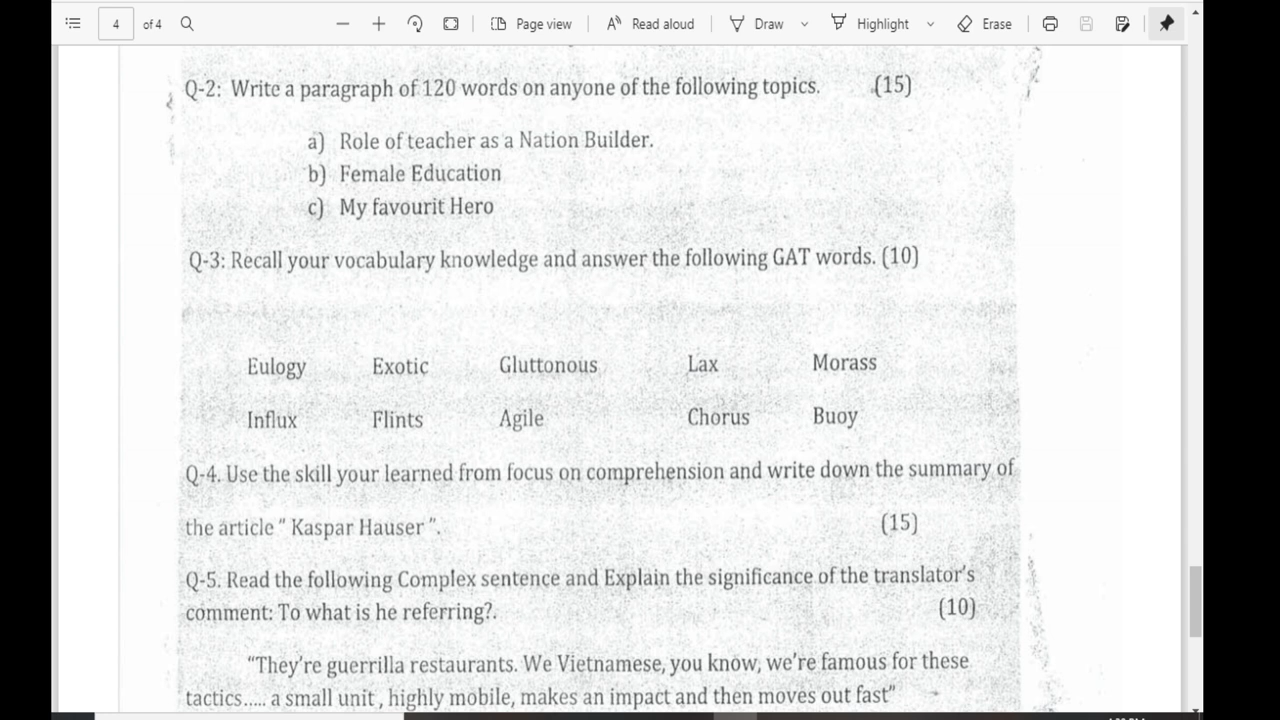 4 of 4 Page view Read aloud Draw Highlight Erase
Q-2: Write a paragraph of 120 words on anyone of the following topics. (15)
a) Role of teacher as a Nation Builder.
b) Female Education
c) My favourit Hero
Q-3: Recall your vocabulary knowledge and answer the following GAT words. (10)
Eulogy Exotic Gluttonous Lax Morass
Influx Flints Agile Chorus Buoy
Q-4. Use the skill your learned from focus on comprehension and write down the summary of
the article " Kaspar Hauser ". (15)
Q-5. Read the following Complex sentence and Explain the significance of the translator's
comment: To what is he referring?. (10)
"They're guerrilla restaurants. We Vietnamese, you know, we're famous for these
tactics..... a small unit , highly mobile, makes an impact and then moves out fast"